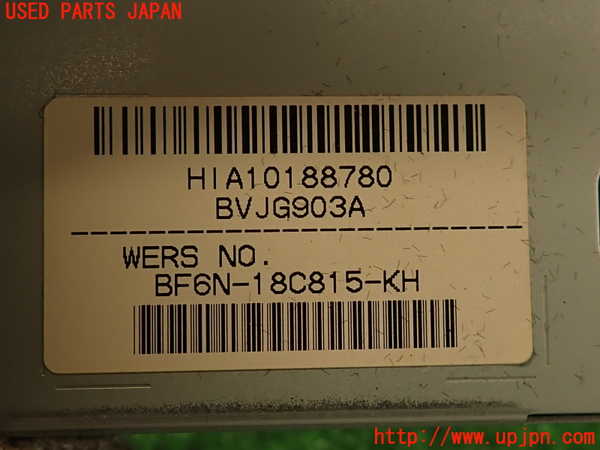 USED PARTS JAPAN
HIA10188780
BVJG903A
WERS NO.
BF6N-18C815-KH
http://www.upjpn.com/